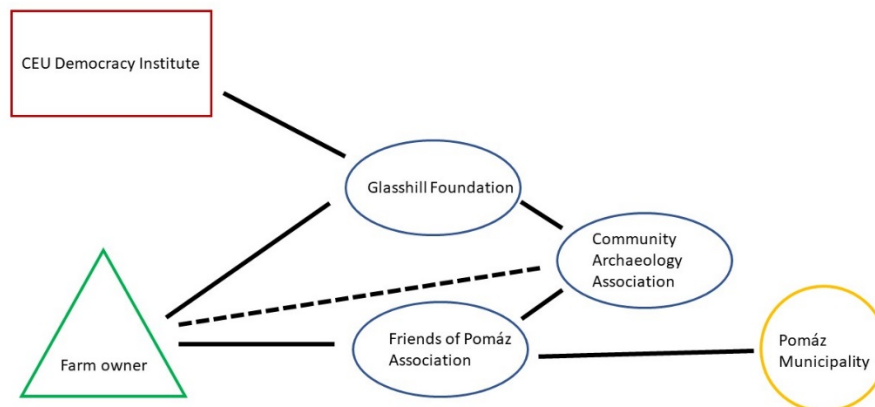 CEU Democracy Institute
Glasshill Foundation
Community
Archaeology
Association
Friends of Pomáz
Association
Farm owner
Pomáz
Municipality